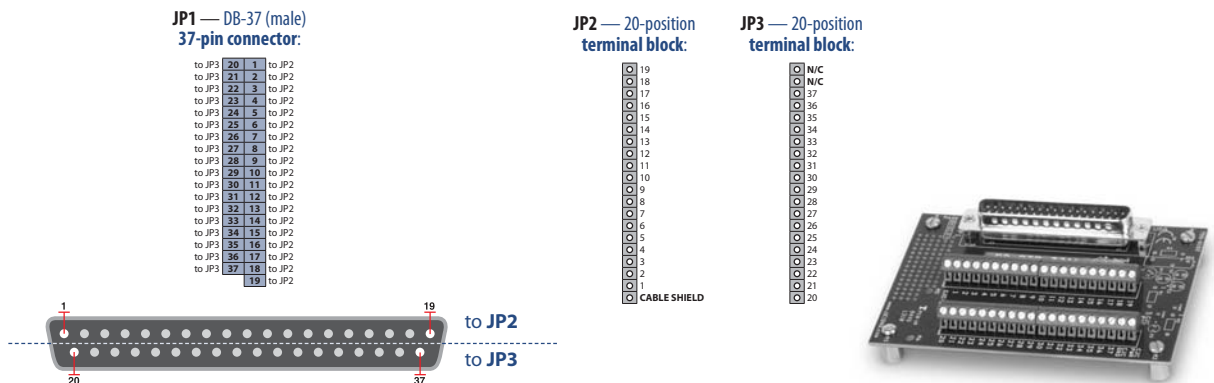 JP1 — DB-37 (male)
37-pin connector:
to JP3 20 1 to JP2
to JP3 21 2 to JP2
to JP3 22 3 to JP2
to JP3 23 4 to JP2
to JP3 24 5 to JP2
to JP3 25 6 to JP2
to JP3 26 7 to JP2
to JP3 27 8 to JP2
to JP3 28 9 to JP2
to JP3 29 10 to JP2
to JP3 30 11 to JP2
to JP3 31 12 to JP2
to JP3 32 13 to JP2
to JP3 33 14 to JP2
to JP3 34 15 to JP2
to JP3 35 16 to JP2
to JP3 36 17 to JP2
to JP3 37 18 to JP2
19 to JP2
1 19
to JP2
to JP3
20 37
JP2 — 20-position
terminal block:
19
18
17
16
15
14
13
12
11
10
9
8
7
6
5
4
3
2
1
CABLE SHIELD
JP3 — 20-position
terminal block:
N/C
N/C
37
36
35
34
33
32
31
30
29
28
27
26
25
24
23
22
21
20